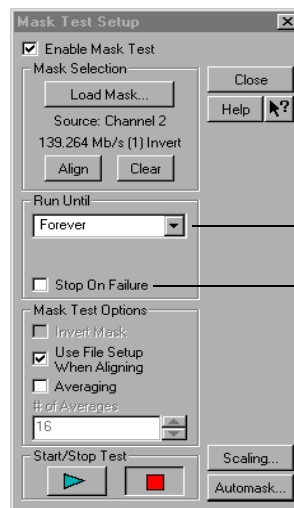 Mask Test Setup
Enable Mask Test
Mask Selection
Load Mask...
Source: Channel 2
139.264 Mb/s (1) Invert
Align
Clear
Close
Help
?
Run Until
Forever
Stop On Failure
Mask Test Options
Invert Mask
Use File Setup
When Aligning
Averaging
# of Averages
16
Start/Stop Test
Scaling...
Automask...